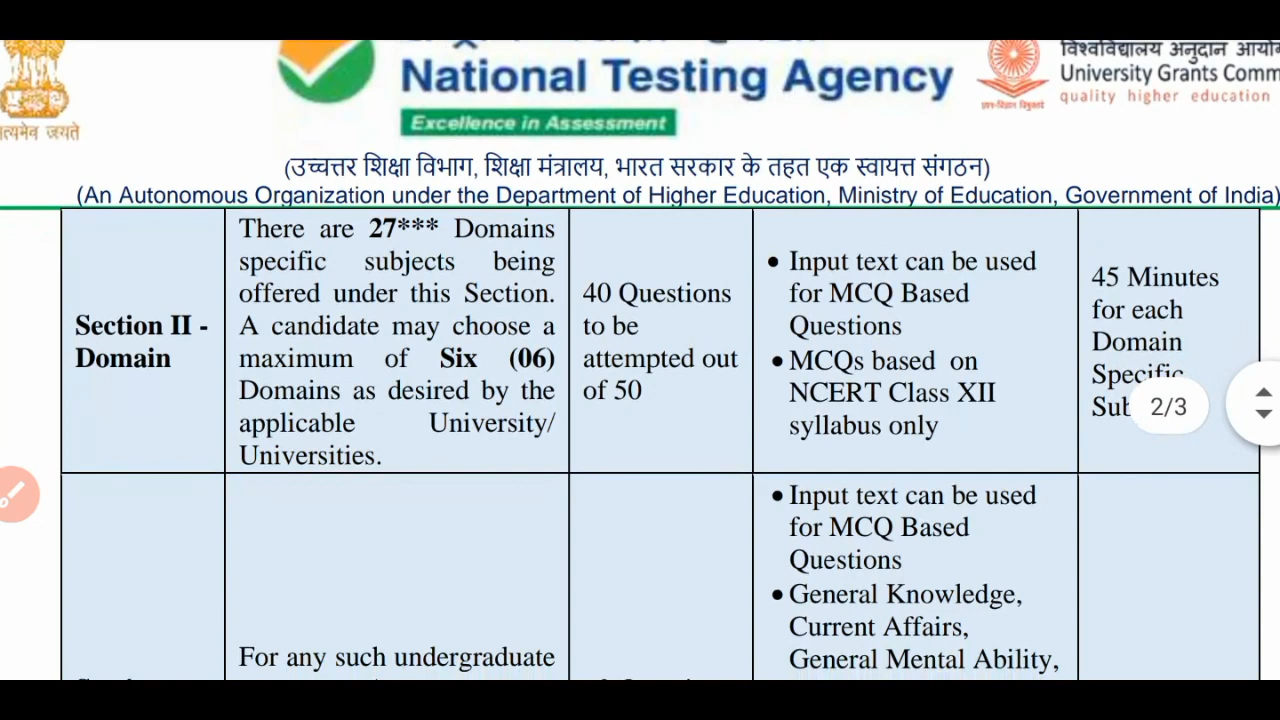 National Testing Agency
Excellence in Assessment
विश्वविद्यालय अनुदान
University Grants
quality higher education
सत्यमेव जयते
ज्ञान-विज्ञान विमुक्तये
(उच्चत्तर शिक्षा विभाग, शिक्षा मंत्रालय, भारत सरकार के तहत एक स्वायत्त संगठन)
(An Autonomous Organization under the Department of Higher Education, Ministry of Education, Government of India)
Section II -
Domain
There are 27*** Domains
specific subjects being
offered under this Section.
A candidate may choose a
maximum of Six (06)
Domains as desired by the
applicable University/
Universities.
40 Questions
to be
attempted out
of 50
• Input text can be used
for MCQ Based
Questions
• MCQs based on
NCERT Class XII
syllabus only
45 Minutes
for each
Domain
Specific
2/3
For any such undergraduate
• Input text can be used
for MCQ Based
Questions
• General Knowledge,
Current Affairs,
General Mental Ability,